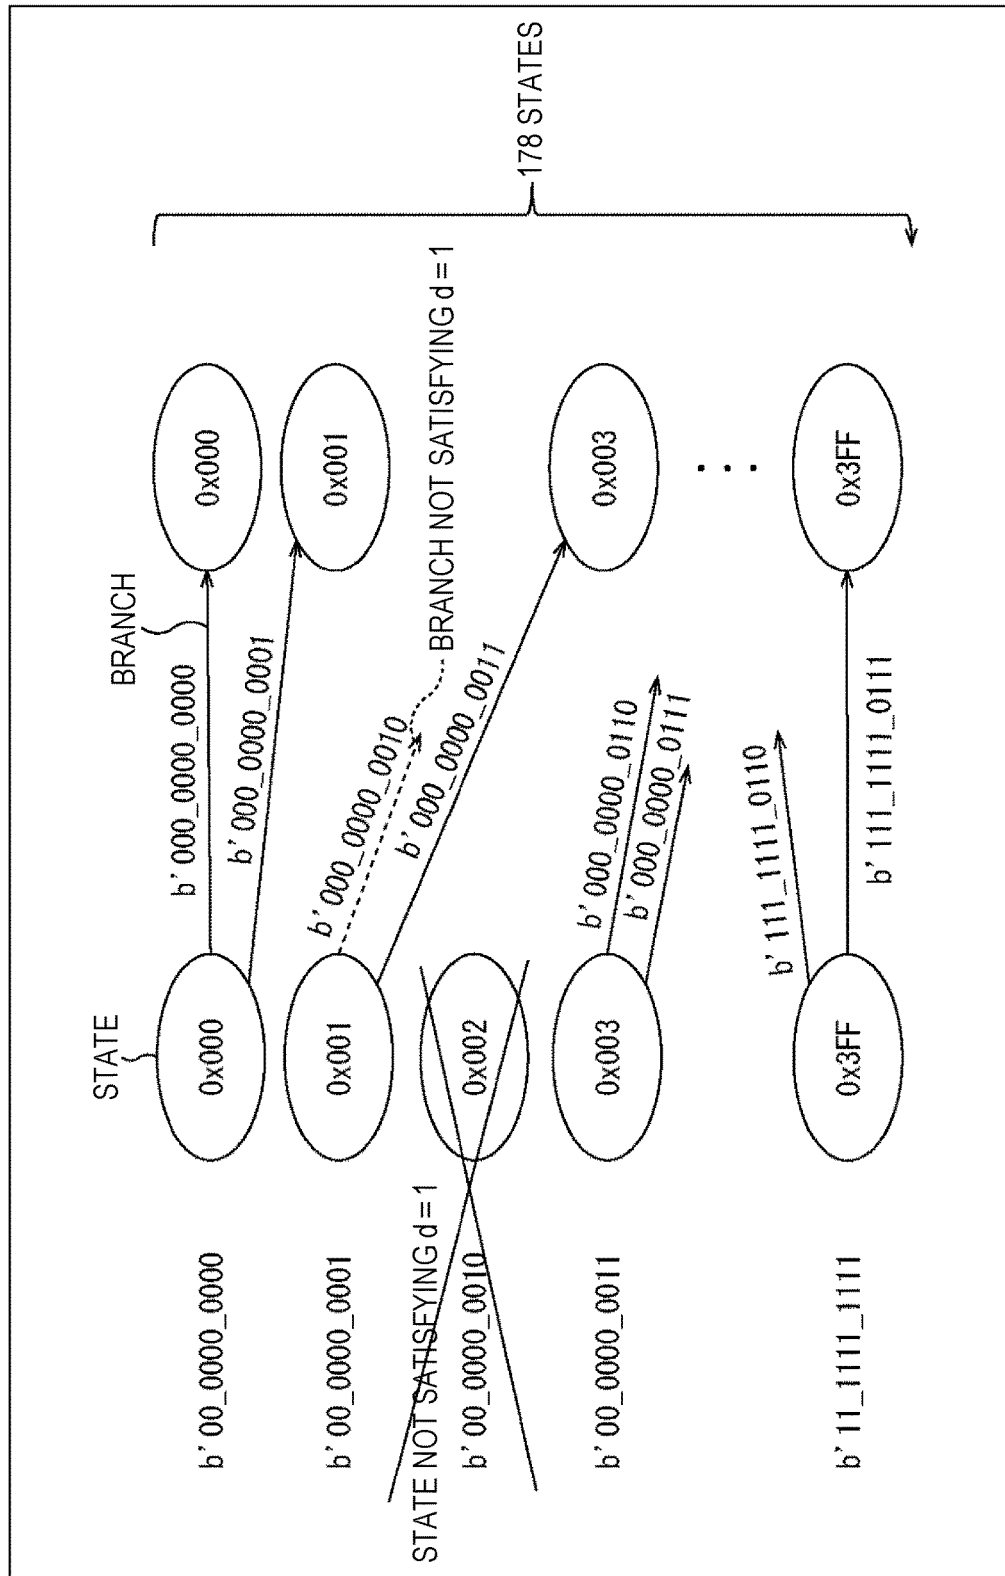 STATE
BRANCH
b' 000_0000_0000
b' 00_0000_0000
0x000
0x000
b' 000_0000_0001
b' 00_0000_0001
0x001
0x001
b' 000_0000_0010
STATE NOT SATISFYING d = 1
BRANCH NOT SATISFYING d = 1
b' 000_0000_0011
b' 00_0000_0010
0x002
178 STATES
b' 000_0000_0110
b' 00_0000_0011
0x003
0x003
b' 000_0000_0111
. . .
b' 111_1111_0110
b' 11_1111_1111
0x3FF
0x3FF
b' 111_1111_0111